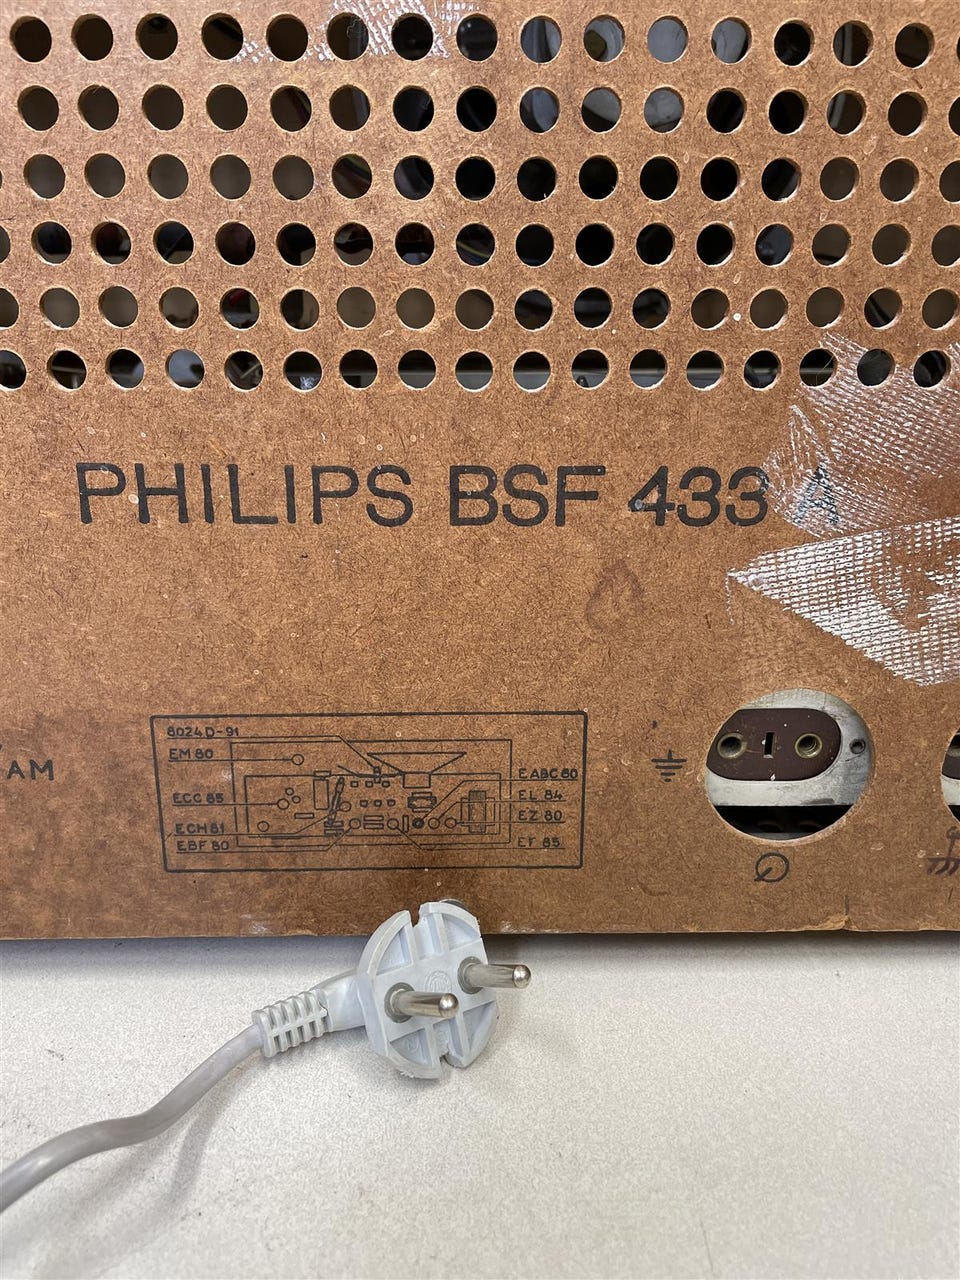 PHILIPS BSF 433 A
8024D-91
EM 80
ECC 85
ECH 81
EBF 80
EABC 80
EL 84
EZ 80
EF 85
AM